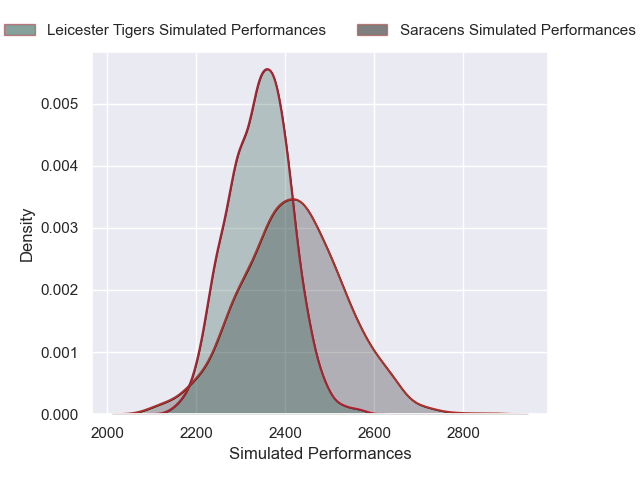 Leicester Tigers Simulated Performances
Saracens Simulated Performances
0.005
0.004
0.003
0.002
0.001
0.000
Density
2000 2200 2400 2600 2800
Simulated Performances